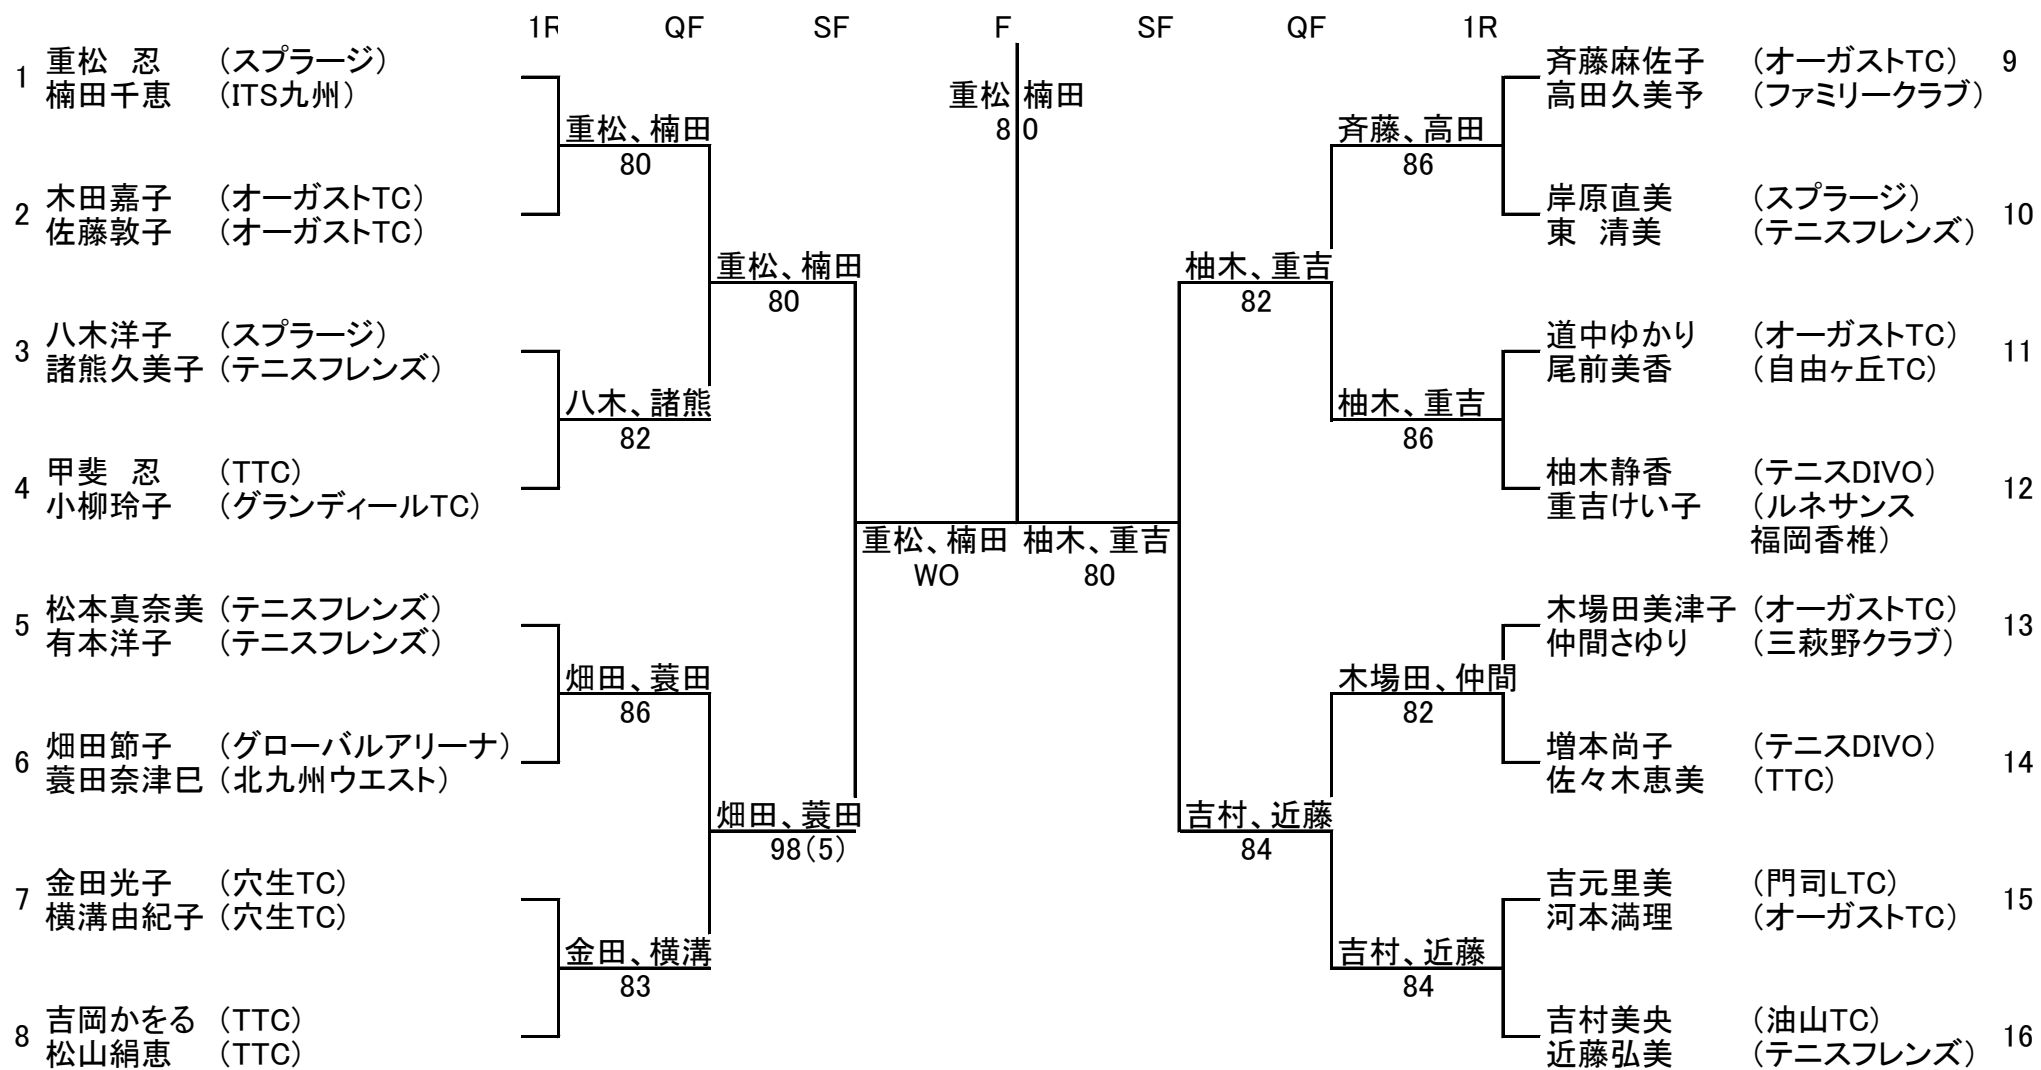 1R QF SF F SF QF 1R
1 重松 忍 (スプラージ)
楠田千恵 (ITS九州)
重松、楠田
80
2 木田嘉子 (オーガストTC)
佐藤敦子 (オーガストTC)
重松、楠田
80
3 八木洋子 (スプラージ)
諸熊久美子 (テニスフレンズ)
八木、諸熊
82
4 甲斐 忍 (TTC)
小柳玲子 (グランディールTC)
重松、楠田
WO
5 松本真奈美 (テニスフレンズ)
有本洋子 (テニスフレンズ)
畑田、蓑田
86
6 畑田節子 (グローバルアリーナ)
蓑田奈津巳 (北九州ウエスト)
畑田、蓑田
98(5)
7 金田光子 (穴生TC)
横溝由紀子 (穴生TC)
金田、横溝
83
8 吉岡かをる (TTC)
松山絹恵 (TTC)
重松 楠田
8 0
斉藤麻佐子 (オーガストTC) 9
高田久美予 (ファミリークラブ)
斉藤、高田
86
岸原直美 (スプラージ) 10
東 清美 (テニスフレンズ)
柚木、重吉
82
道中ゆかり (オーガストTC) 11
尾前美香 (自由ヶ丘TC)
柚木、重吉
86
柚木静香 (テニスDIVO) 12
重吉けい子 (ルネサンス
福岡香椎)
柚木、重吉
80
木場田美津子 (オーガストTC) 13
仲間さゆり (三萩野クラブ)
木場田、仲間
82
増本尚子 (テニスDIVO) 14
佐々木恵美 (TTC)
吉村、近藤
84
吉元里美 (門司LTC) 15
河本満理 (オーガストTC)
吉村、近藤
84
吉村美央 (油山TC) 16
近藤弘美 (テニスフレンズ)